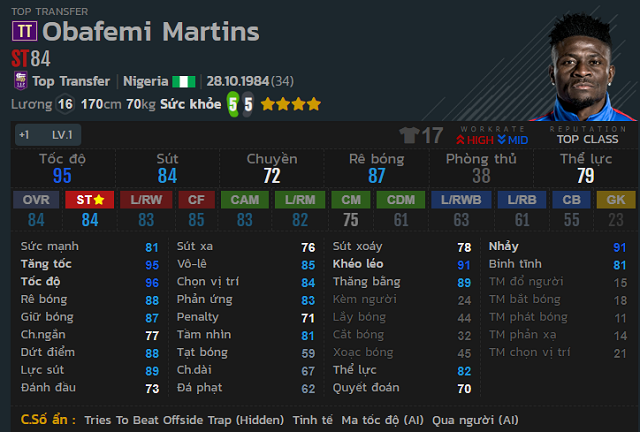 TOP TRANSFER
TT Obafemi Martins
ST84
Top Transfer | Nigeria | 28.10.1984(34)
Lương 16 170cm 70kg Sức khỏe 5 5
+1 LV.1
17
WORKRATE
HIGH MID
REPUTATION
TOP CLASS
Tốc độ Sút Chuyền Rê bóng Phòng thủ Thể lực
95 84 72 87 38 79
OVR ST L/RW CF CAM L/RM CM CDM L/RWB L/RB CB GK
84 84 83 85 83 82 75 61 63 61 55 23
Sức mạnh 81 Sút xa 76 Sút xoáy 78 Nhảy 91
Tăng tốc 95 Vô-lê 85 Khéo léo 91 Bình tĩnh 81
Tốc độ 96 Chọn vị trí 84 Thăng bằng 89 TM đổ người 15
Rê bóng 88 Phản ứng 83 Kèm người 24 TM bắt bóng 18
Giữ bóng 87 Penalty 71 Lấy bóng 44 TM phát bóng 11
Ch.ngắn 77 Tầm nhìn 81 Cắt bóng 32 TM phản xạ 14
Dứt điểm 88 Tạt bóng 59 Xoạc bóng 45 TM chọn vị trí 21
Lực sút 89 Ch.dài 67 Thể lực 82
Đánh đầu 73 Đá phạt 62 Quyết đoán 70
C.Số ẩn : Tries To Beat Offside Trap (Hidden) Tinh tế Ma tốc độ (AI) Qua người (AI)